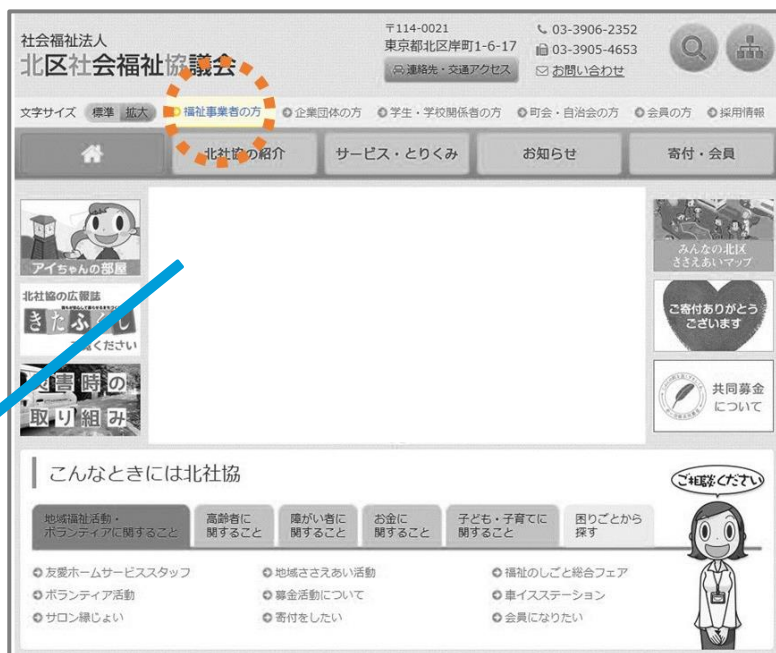 社会福祉法人
北区社会福祉協議会
〒114-0021
東京都北区岸町1-6-17
連絡先・交通アクセス
03-3906-2352
03-3905-4653
お問い合わせ
文字サイズ 標準 拡大 福祉事業者の方 企業団体の方 学生・学校関係者の方 町会・自治会の方 会員の方 採用情報
北社協の紹介 サービス・とりくみ お知らせ 寄付・会員
アイちゃんの部屋
北社協の広報誌
きたふくし
ください
災害時の
取り組み
みんなの北区
ささえあいマップ
ご寄付ありがとう
ございます
共同募金
について
こんなときには北社協
ご相談ください
地域福祉活動・
ボランティアに関すること
高齢者に
関すること
障がい者に
関すること
お金に
関すること
子ども・子育てに
関すること
困りごとから
探す
友愛ホームサービススタッフ 地域ささえあい活動 福祉のしごと総合フェア
ボランティア活動 募金活動について 車イスステーション
サロン縁じょい 寄付をしたい 会員になりたい